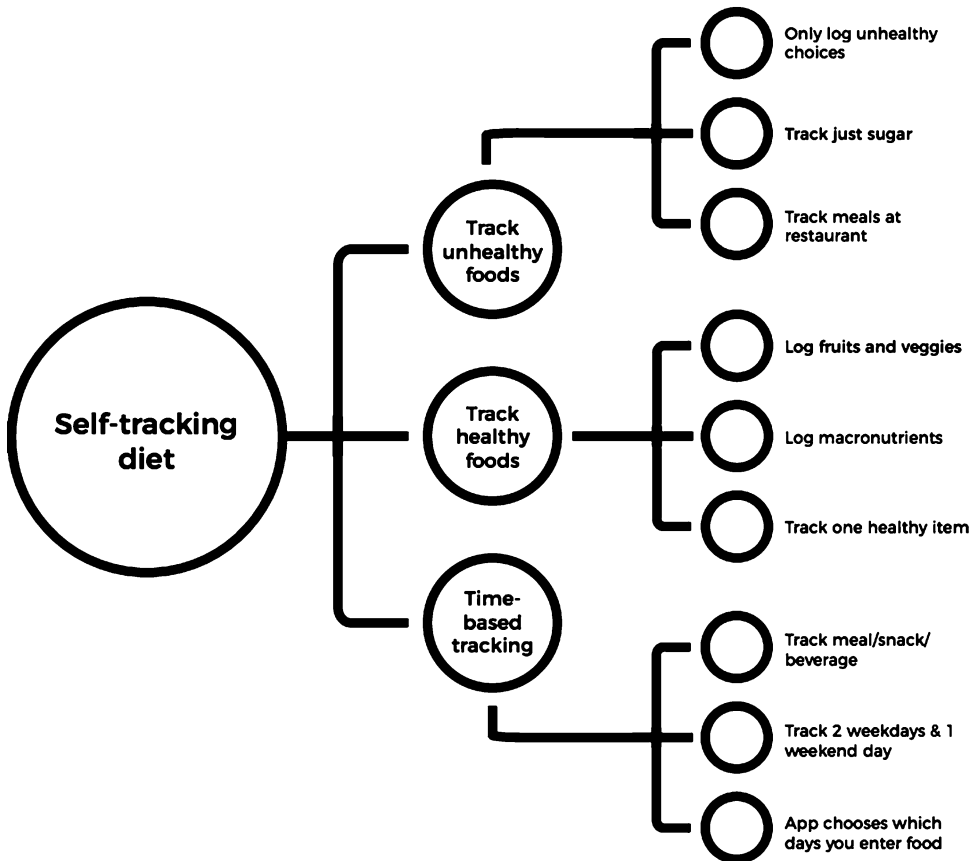 Self-tracking
diet
Track
unhealthy
foods
Only log unhealthy
choices
Track just sugar
Track meals at
restaurant
Track
healthy
foods
Log fruits and veggies
Log macronutrients
Track one healthy item
Time-
based
tracking
Track meal/snack/
beverage
Track 2 weekdays & 1
weekend day
App chooses which
days you enter food